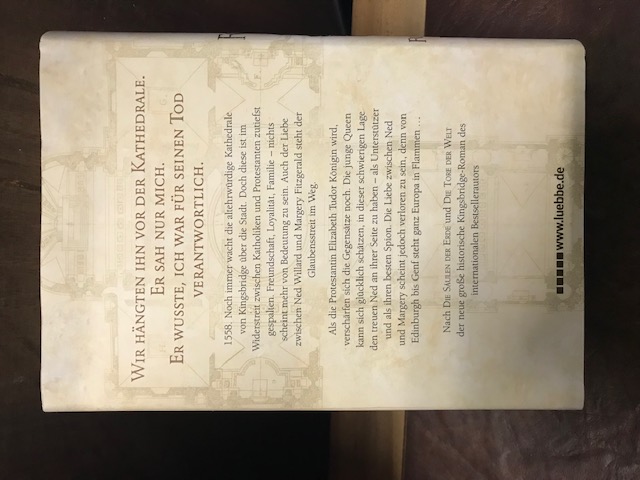 WIR HÄNGTEN IHN VOR DER KATHEDRALE.
ER SAH NUR MICH.
ER WUSSTE, ICH WAR FÜR SEINEN TOD
VERANTWORTLICH.
1558. Noch immer wacht die altehrwürdige Kathedrale
von Kingsbridge über die Stadt. Doch diese ist im
Widerstreit zwischen Katholiken und Protestanten zutiefst
gespalten. Freundschaft, Loyalität, Familie – nichts
scheint mehr von Bedeutung zu sein. Auch der Liebe
zwischen Ned Willard und Margery Fitzgerald steht der
Glaubensstreit im Weg.
Als die Protestantin Elizabeth Tudor Königin wird,
verschärfen sich die Gegensätze noch. Die junge Queen
kann sich glücklich schätzen, in dieser schwierigen Lage
den treuen Ned an ihrer Seite zu haben – als Unterstützer
und als ihren besten Spion. Die Liebe zwischen Ned
und Margery scheint jedoch verloren zu sein, denn von
Edinburgh bis Genf steht ganz Europa in Flammen ...
Nach DIE SÄULEN DER ERDE und DIE TORE DER WELT
der neue große historische Kingsbridge-Roman des
internationalen Bestsellerautors
www.luebbe.de